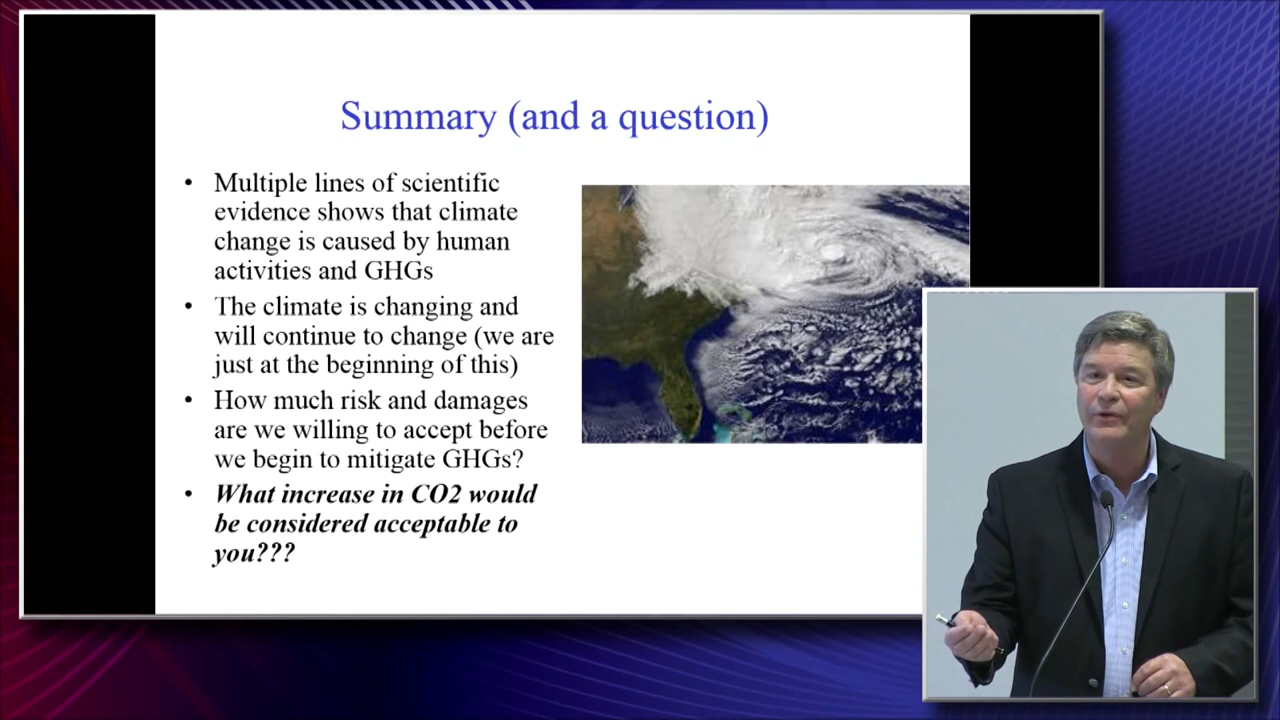 Summary (and a question)
• Multiple lines of scientific
evidence shows that climate
change is caused by human
activities and GHGs
• The climate is changing and
will continue to change (we are
just at the beginning of this)
• How much risk and damages
are we willing to accept before
we begin to mitigate GHGs?
• What increase in CO2 would
be considered acceptable to
you???